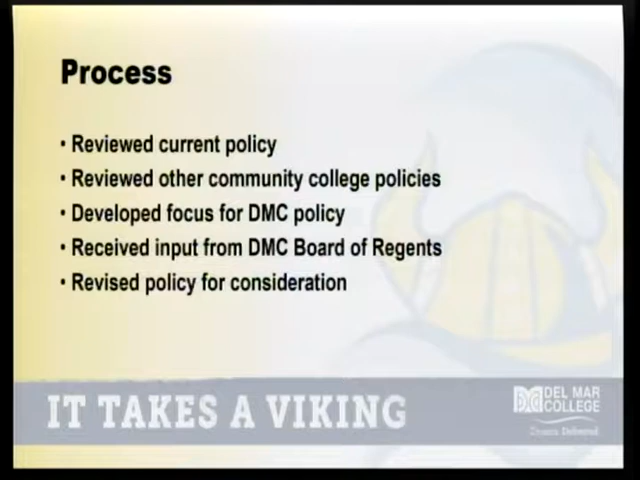 Process
• Reviewed current policy
• Reviewed other community college policies
• Developed focus for DMC policy
• Received input from DMC Board of Regents
• Revised policy for consideration
IT TAKES A VIKING
DEL MAR
COLLEGE